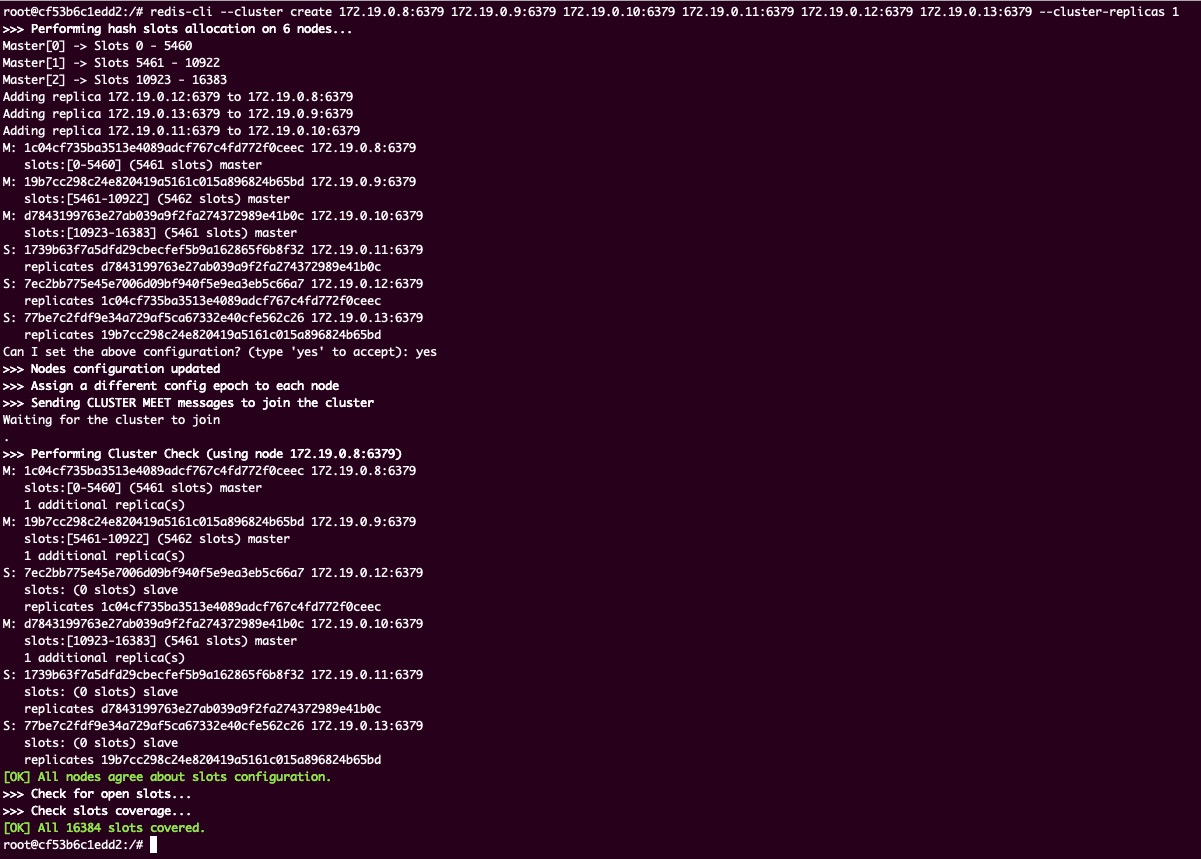 root@cf53b6c1edd2:/# redis-cli --cluster create 172.19.0.8:6379 172.19.0.9:6379 172.19.0.10:6379 172.19.0.11:6379 172.19.0.12:6379 172.19.0.13:6379 --cluster-replicas 1
>>> Performing hash slots allocation on 6 nodes...
Master[0] -> Slots 0 - 5460
Master[1] -> Slots 5461 - 10922
Master[2] -> Slots 10923 - 16383
Adding replica 172.19.0.12:6379 to 172.19.0.8:6379
Adding replica 172.19.0.13:6379 to 172.19.0.9:6379
Adding replica 172.19.0.11:6379 to 172.19.0.10:6379
M: 1c04cf735ba3513e4089adcf767c4fd772f0ceec 172.19.0.8:6379
   slots:[0-5460] (5461 slots) master
M: 19b7cc298c24e820419a5161c015a896824b65bd 172.19.0.9:6379
   slots:[5461-10922] (5462 slots) master
M: d7843199763e27ab039a9f2fa274372989e41b0c 172.19.0.10:6379
   slots:[10923-16383] (5461 slots) master
S: 1739b63f7a5dfd29cbecfef5b9a162865f6b8f32 172.19.0.11:6379
   replicates d7843199763e27ab039a9f2fa274372989e41b0c
S: 7ec2bb775e45e7006d09bf940f5e9ea3eb5c66a7 172.19.0.12:6379
   replicates 1c04cf735ba3513e4089adcf767c4fd772f0ceec
S: 77be7c2fdf9e34a729af5ca67332e40cfe562c26 172.19.0.13:6379
   replicates 19b7cc298c24e820419a5161c015a896824b65bd
Can I set the above configuration? (type 'yes' to accept): yes
>>> Nodes configuration updated
>>> Assign a different config epoch to each node
>>> Sending CLUSTER MEET messages to join the cluster
Waiting for the cluster to join
.
>>> Performing Cluster Check (using node 172.19.0.8:6379)
M: 1c04cf735ba3513e4089adcf767c4fd772f0ceec 172.19.0.8:6379
   slots:[0-5460] (5461 slots) master
   1 additional replica(s)
M: 19b7cc298c24e820419a5161c015a896824b65bd 172.19.0.9:6379
   slots:[5461-10922] (5462 slots) master
   1 additional replica(s)
S: 7ec2bb775e45e7006d09bf940f5e9ea3eb5c66a7 172.19.0.12:6379
   slots: (0 slots) slave
   replicates 1c04cf735ba3513e4089adcf767c4fd772f0ceec
M: d7843199763e27ab039a9f2fa274372989e41b0c 172.19.0.10:6379
   slots:[10923-16383] (5461 slots) master
   1 additional replica(s)
S: 1739b63f7a5dfd29cbecfef5b9a162865f6b8f32 172.19.0.11:6379
   slots: (0 slots) slave
   replicates d7843199763e27ab039a9f2fa274372989e41b0c
S: 77be7c2fdf9e34a729af5ca67332e40cfe562c26 172.19.0.13:6379
   slots: (0 slots) slave
   replicates 19b7cc298c24e820419a5161c015a896824b65bd
[OK] All nodes agree about slots configuration.
>>> Check for open slots...
>>> Check slots coverage...
[OK] All 16384 slots covered.
root@cf53b6c1edd2:/#